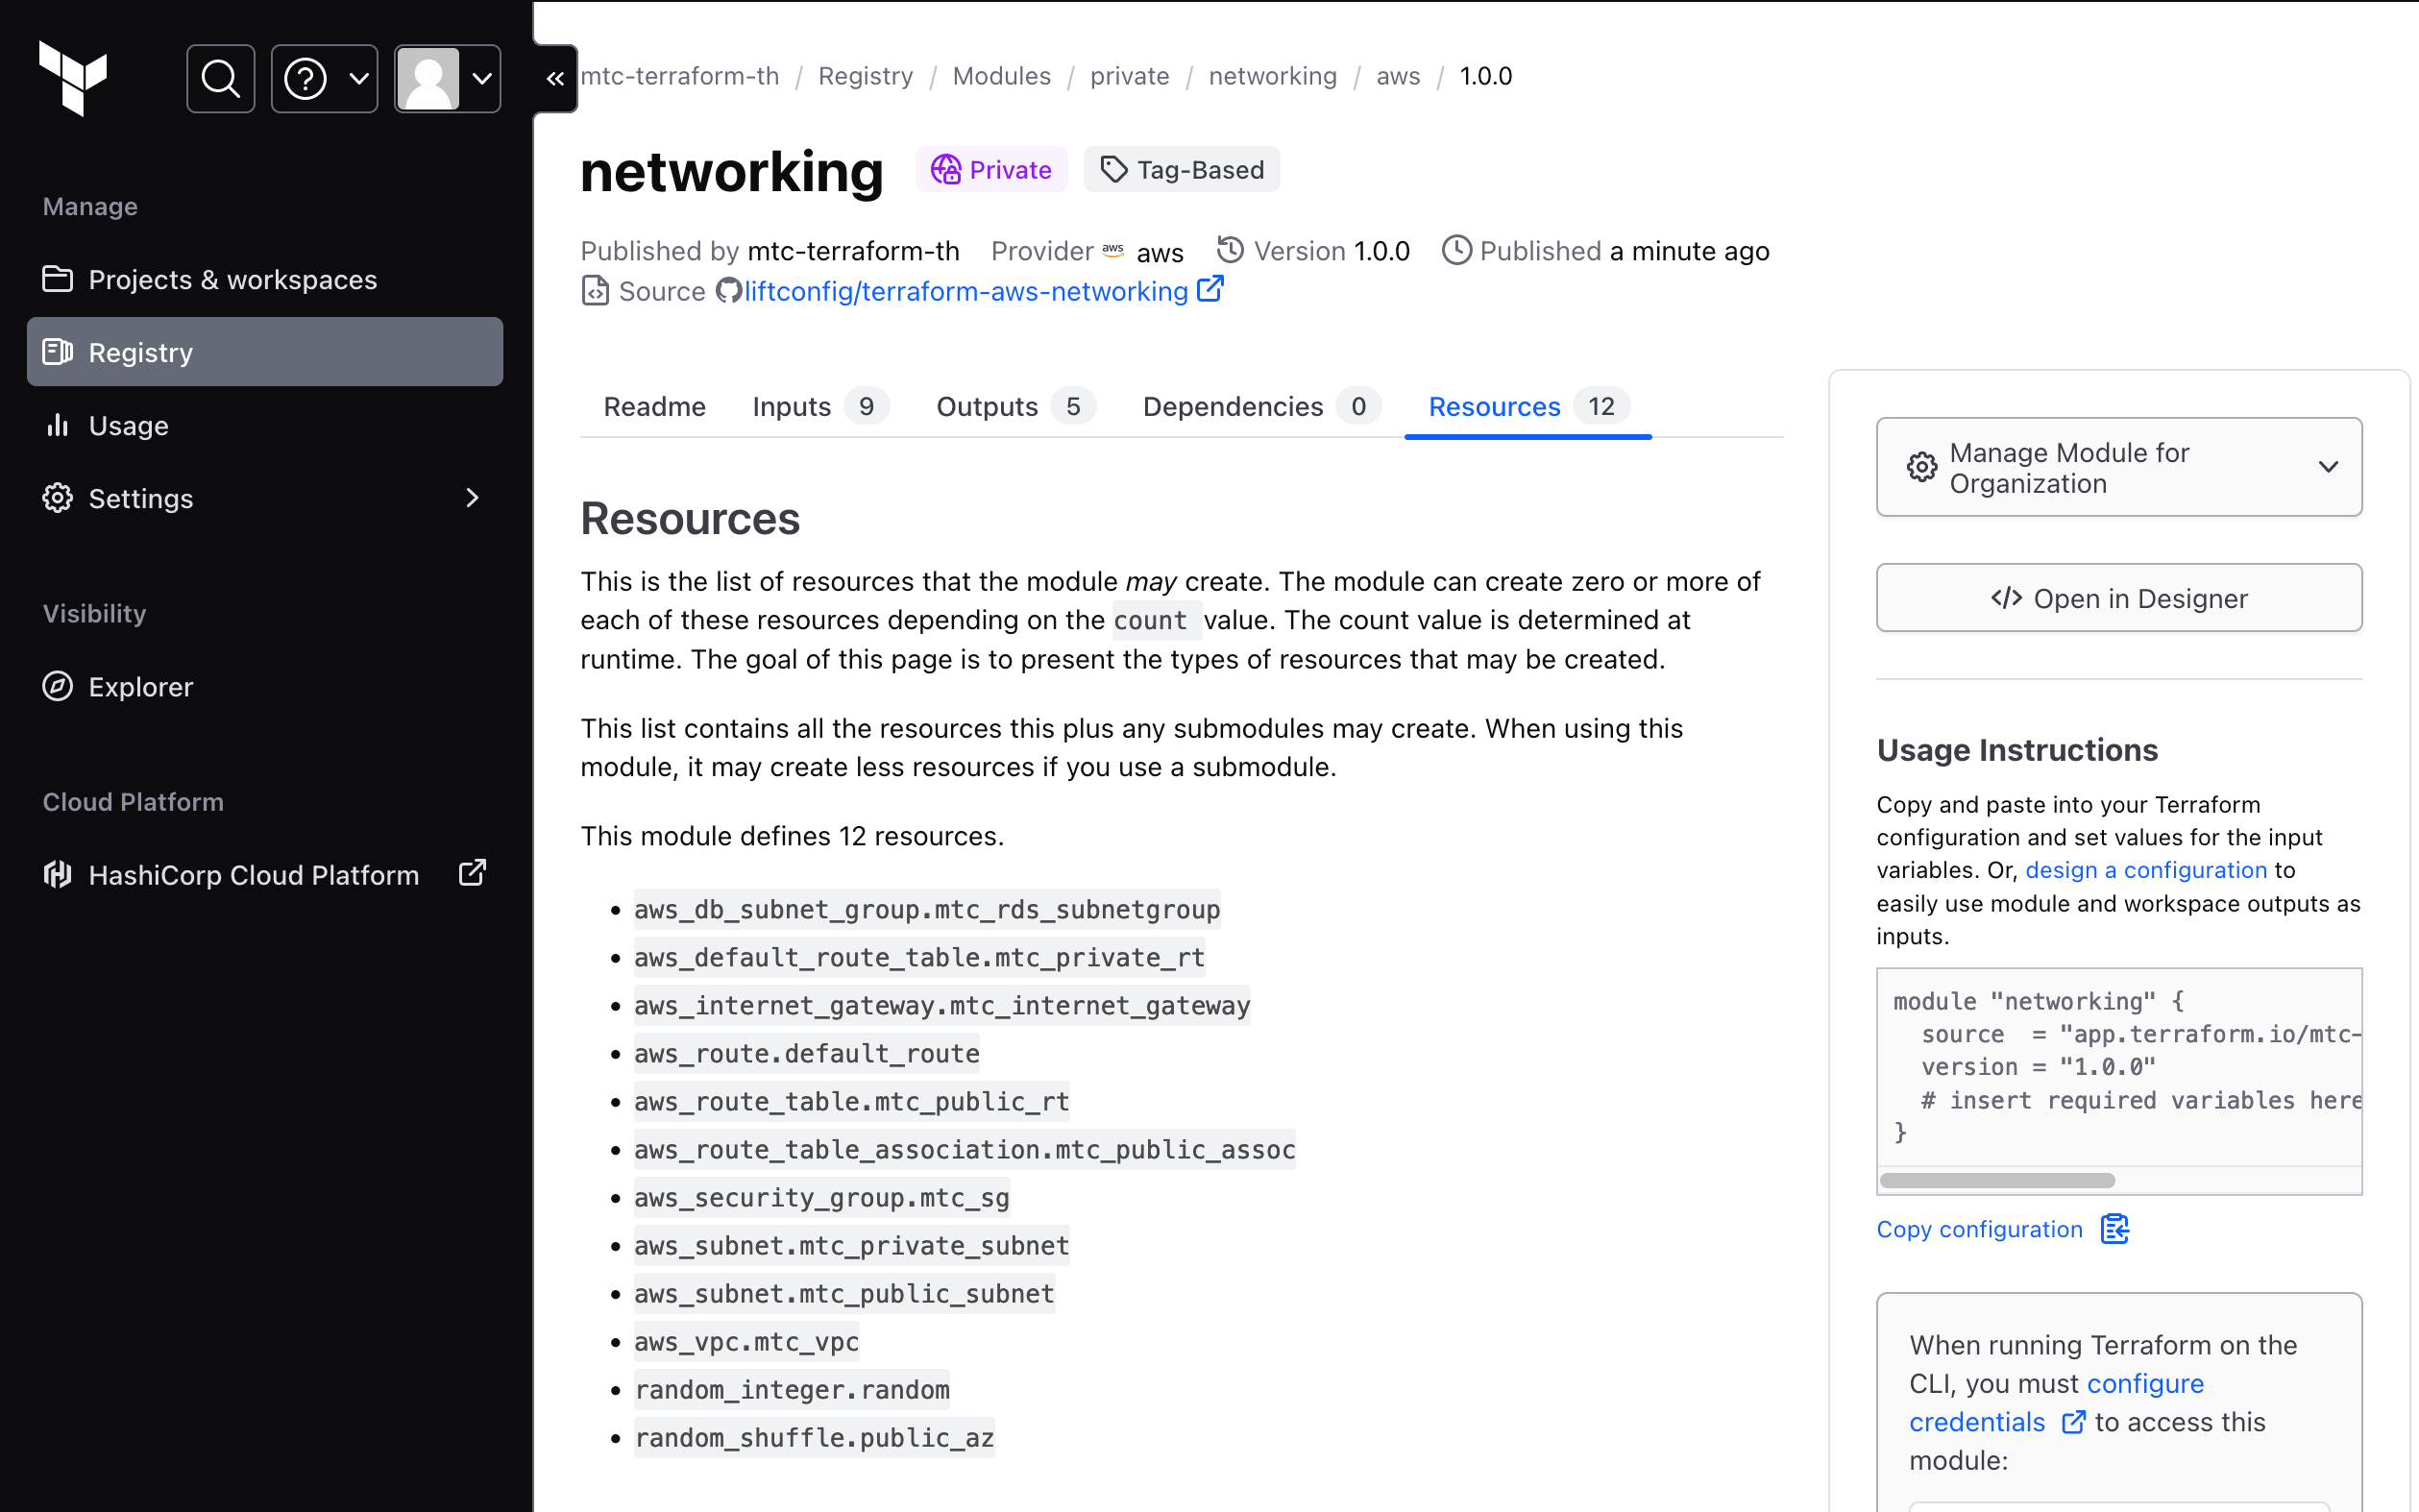 mtc-terraform-th / Registry / Modules / private / networking / aws / 1.0.0
Manage
Projects & workspaces
Registry
Usage
Settings
Visibility
Explorer
Cloud Platform
HashiCorp Cloud Platform
networking Private Tag-Based
Published by mtc-terraform-th Provider aws aws Version 1.0.0 Published a minute ago
Source liftconfig/terraform-aws-networking
Readme Inputs 9 Outputs 5 Dependencies 0 Resources 12
Resources
This is the list of resources that the module may create. The module can create zero or more of
each of these resources depending on the count value. The count value is determined at
runtime. The goal of this page is to present the types of resources that may be created.
This list contains all the resources this plus any submodules may create. When using this
module, it may create less resources if you use a submodule.
This module defines 12 resources.
• aws_db_subnet_group.mtc_rds_subnetgroup
• aws_default_route_table.mtc_private_rt
• aws_internet_gateway.mtc_internet_gateway
• aws_route.default_route
• aws_route_table.mtc_public_rt
• aws_route_table_association.mtc_public_assoc
• aws_security_group.mtc_sg
• aws_subnet.mtc_private_subnet
• aws_subnet.mtc_public_subnet
• aws_vpc.mtc_vpc
• random_integer.random
• random_shuffle.public_az
Manage Module for
Organization
</> Open in Designer
Usage Instructions
Copy and paste into your Terraform
configuration and set values for the input
variables. Or, design a configuration to
easily use module and workspace outputs as
inputs.
module "networking" {
  source  = "app.terraform.io/mtc-
  version = "1.0.0"
  # insert required variables here
}
Copy configuration
When running Terraform on the
CLI, you must configure
credentials to access this
module: